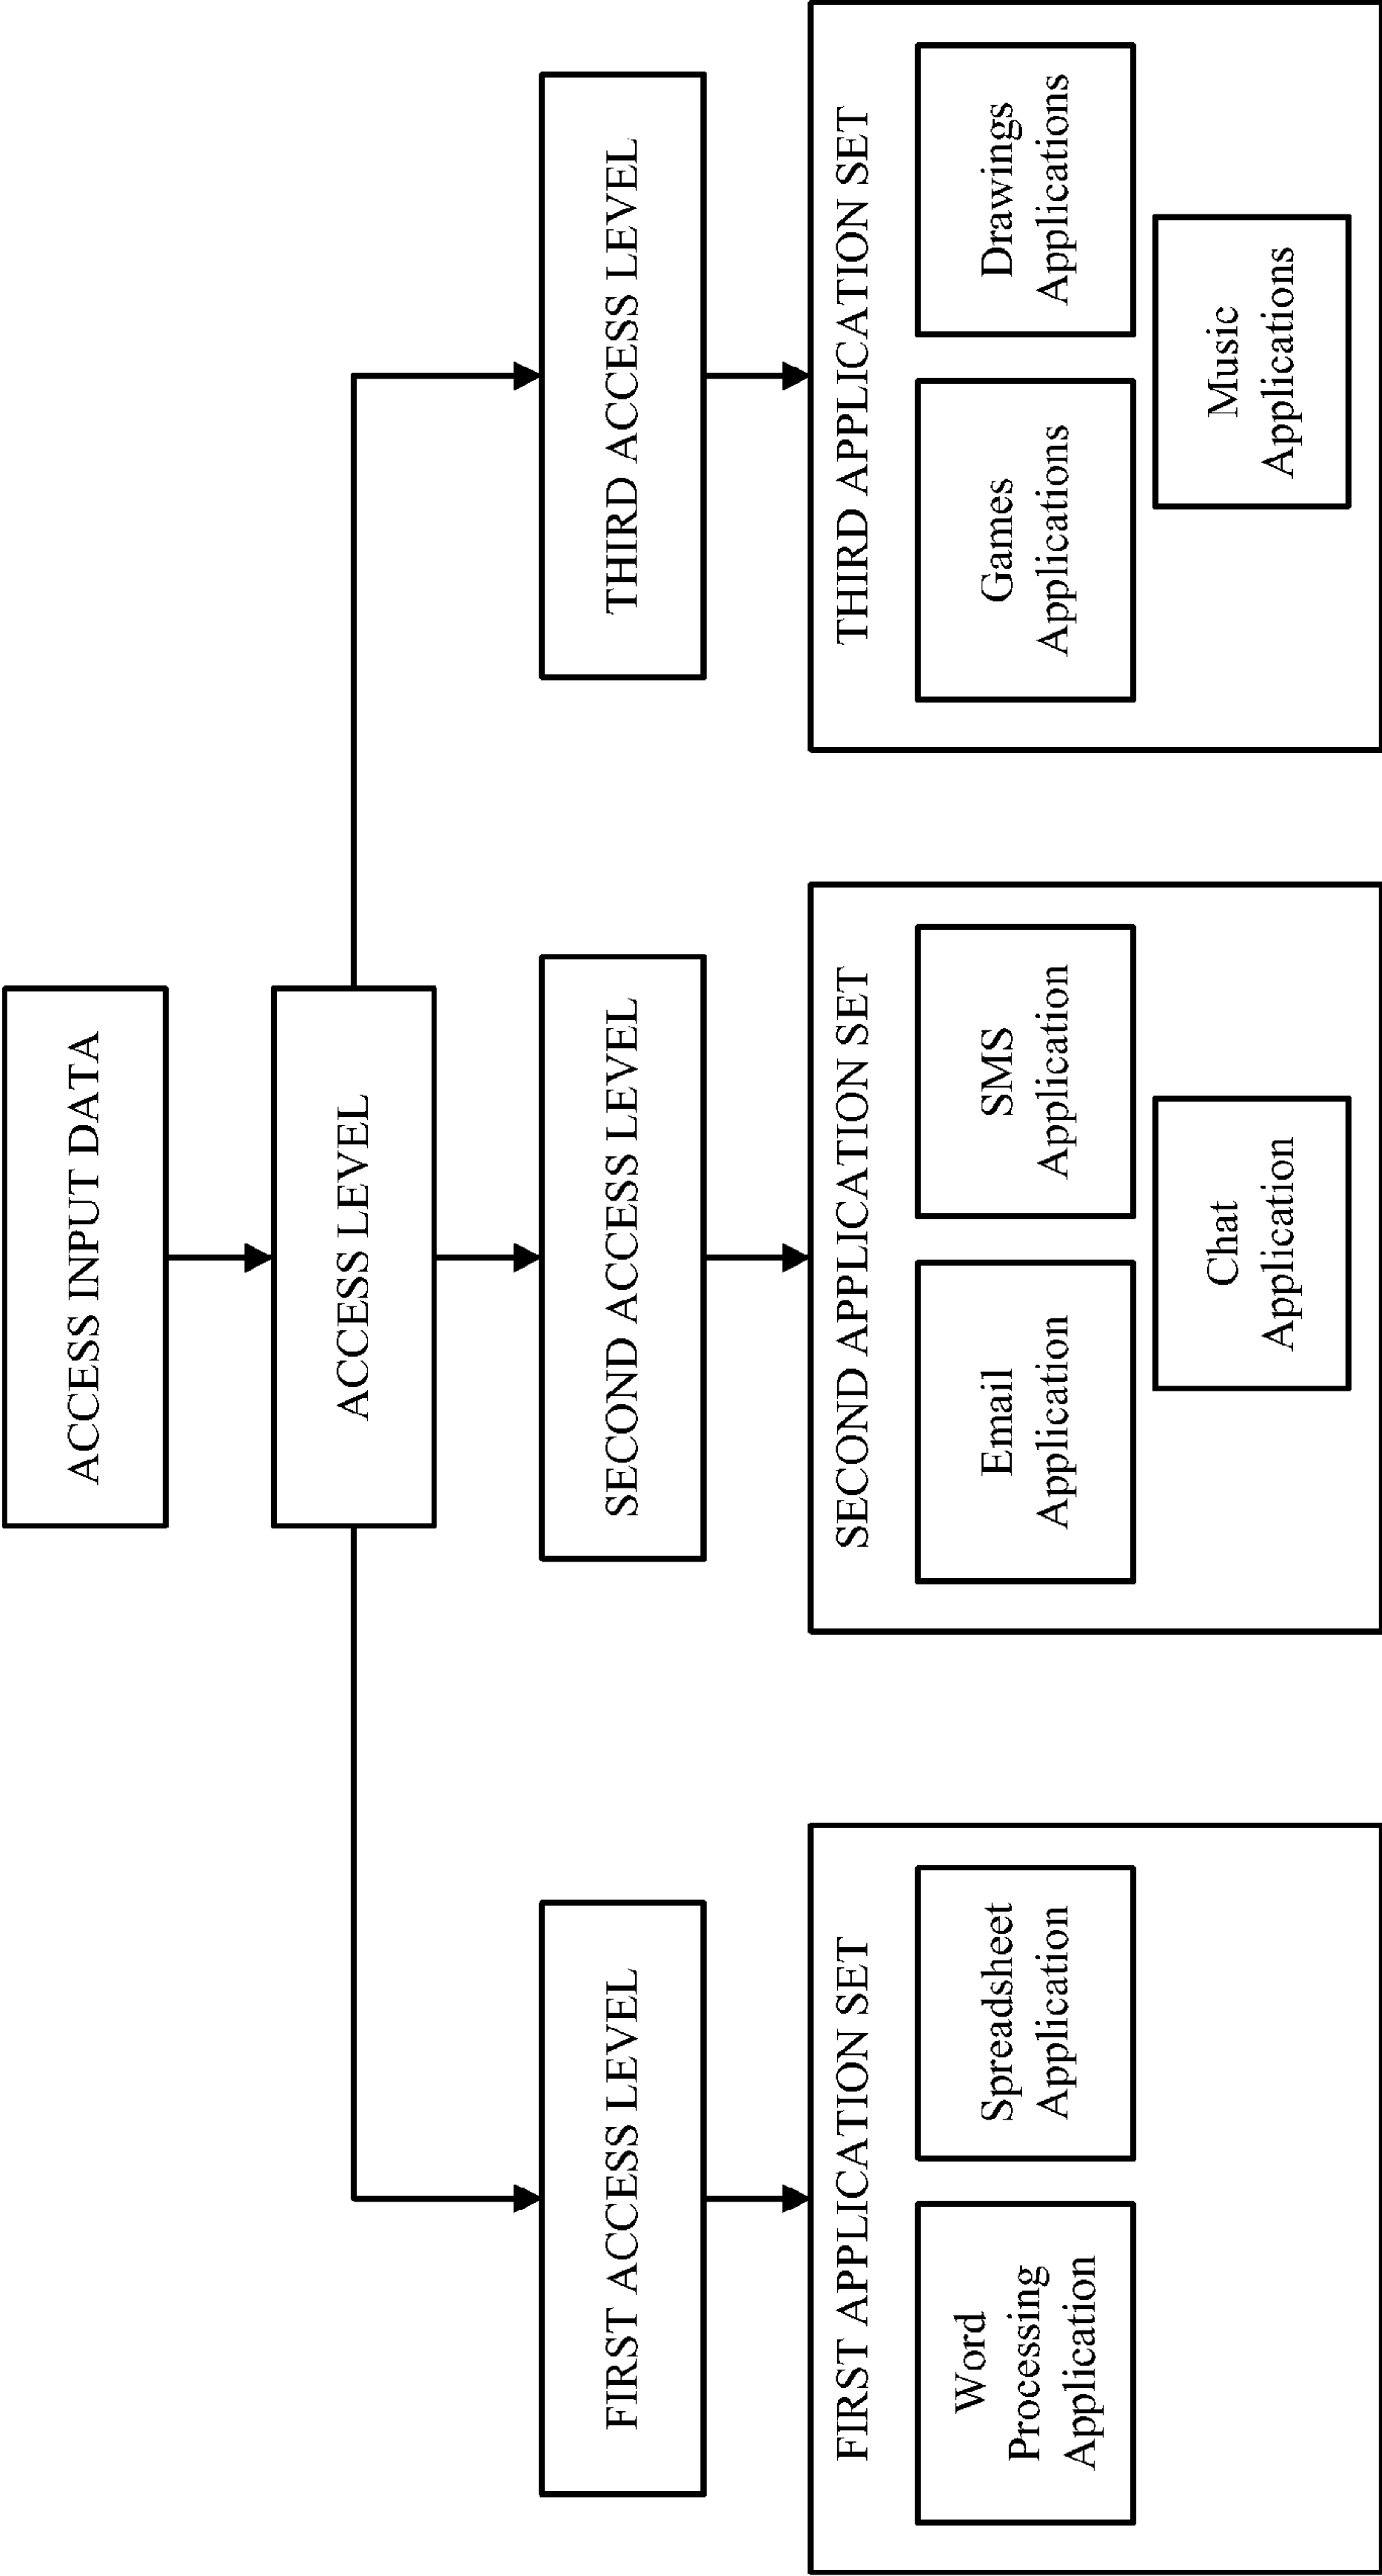 ACCESS INPUT DATA
ACCESS LEVEL
FIRST ACCESS LEVEL
SECOND ACCESS LEVEL
THIRD ACCESS LEVEL
FIRST APPLICATION SET
Word
Processing
Application
Spreadsheet
Application
SECOND APPLICATION SET
Email
Application
SMS
Application
Chat
Application
THIRD APPLICATION SET
Games
Applications
Drawings
Applications
Music
Applications